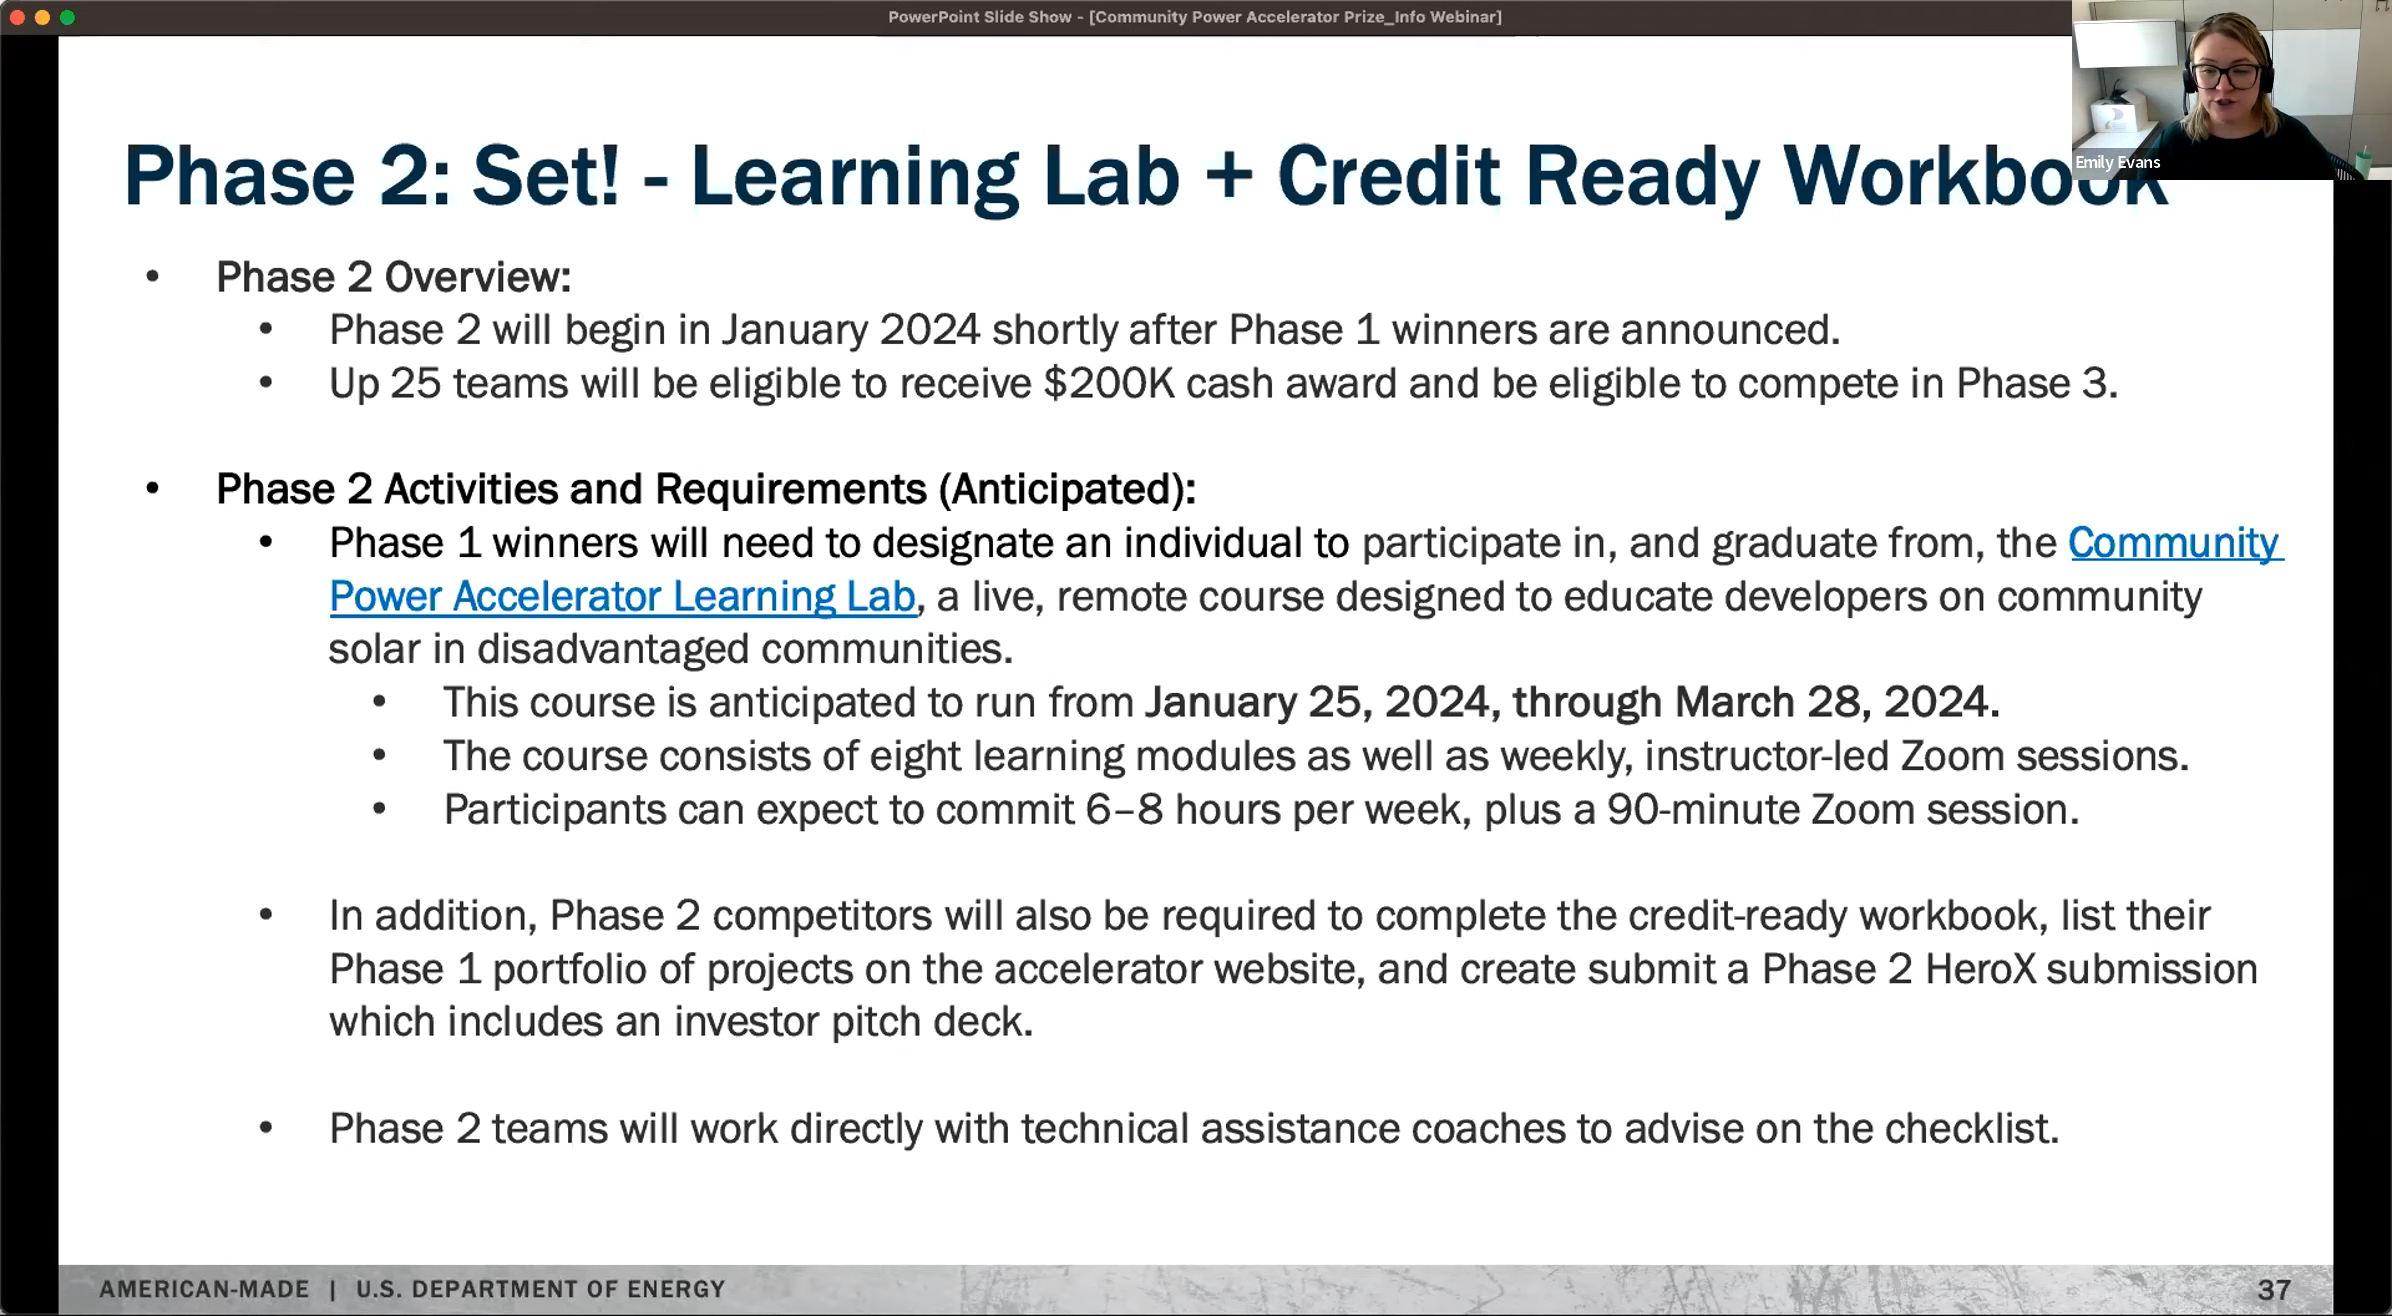 PowerPoint Slide Show - [Community Power Accelerator Prize_Info Webinar]
Emily Evans
Phase 2: Set! - Learning Lab + Credit Ready Workbook
• Phase 2 Overview:
• Phase 2 will begin in January 2024 shortly after Phase 1 winners are announced.
• Up 25 teams will be eligible to receive $200K cash award and be eligible to compete in Phase 3.
• Phase 2 Activities and Requirements (Anticipated):
• Phase 1 winners will need to designate an individual to participate in, and graduate from, the Community
Power Accelerator Learning Lab, a live, remote course designed to educate developers on community
solar in disadvantaged communities.
• This course is anticipated to run from January 25, 2024, through March 28, 2024.
• The course consists of eight learning modules as well as weekly, instructor-led Zoom sessions.
• Participants can expect to commit 6–8 hours per week, plus a 90-minute Zoom session.
• In addition, Phase 2 competitors will also be required to complete the credit-ready workbook, list their
Phase 1 portfolio of projects on the accelerator website, and create submit a Phase 2 HeroX submission
which includes an investor pitch deck.
• Phase 2 teams will work directly with technical assistance coaches to advise on the checklist.
AMERICAN-MADE | U.S. DEPARTMENT OF ENERGY
37